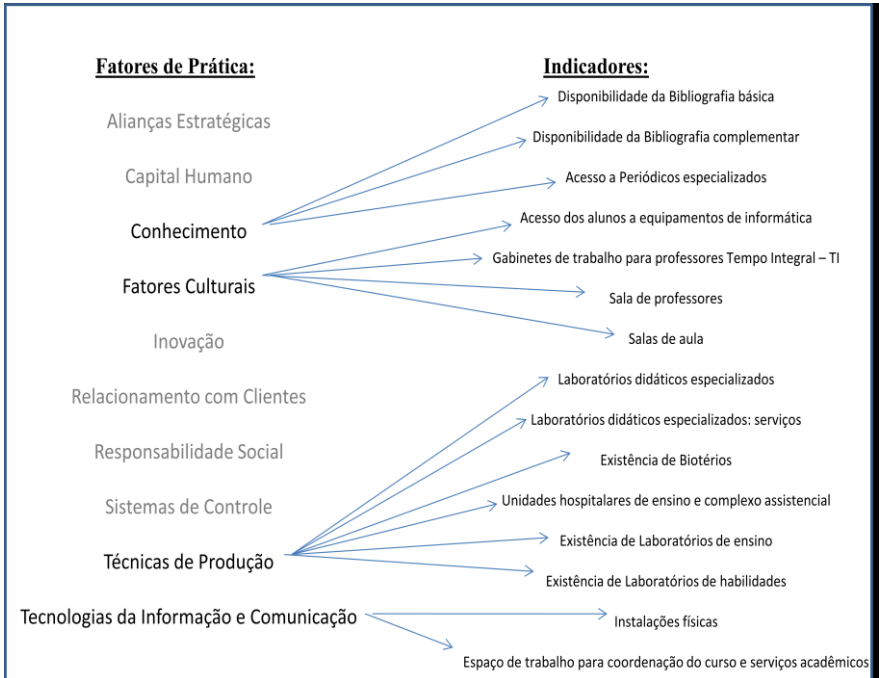 Fatores de Prática:
Alianças Estratégicas
Capital Humano
Conhecimento
Fatores Culturais
Inovação
Relacionamento com Clientes
Responsabilidade Social
Sistemas de Controle
Técnicas de Produção
Tecnologias da Informação e Comunicação
Indicadores:
Disponibilidade da Bibliografia básica
Disponibilidade da Bibliografia complementar
Acesso a Periódicos especializados
Acesso dos alunos a equipamentos de informática
Gabinetes de trabalho para professores Tempo Integral – TI
Sala de professores
Salas de aula
Laboratórios didáticos especializados
Laboratórios didáticos especializados: serviços
Existência de Biotérios
Unidades hospitalares de ensino e complexo assistencial
Existência de Laboratórios de ensino
Existência de Laboratórios de habilidades
Instalações físicas
Espaço de trabalho para coordenação do curso e serviços acadêmicos